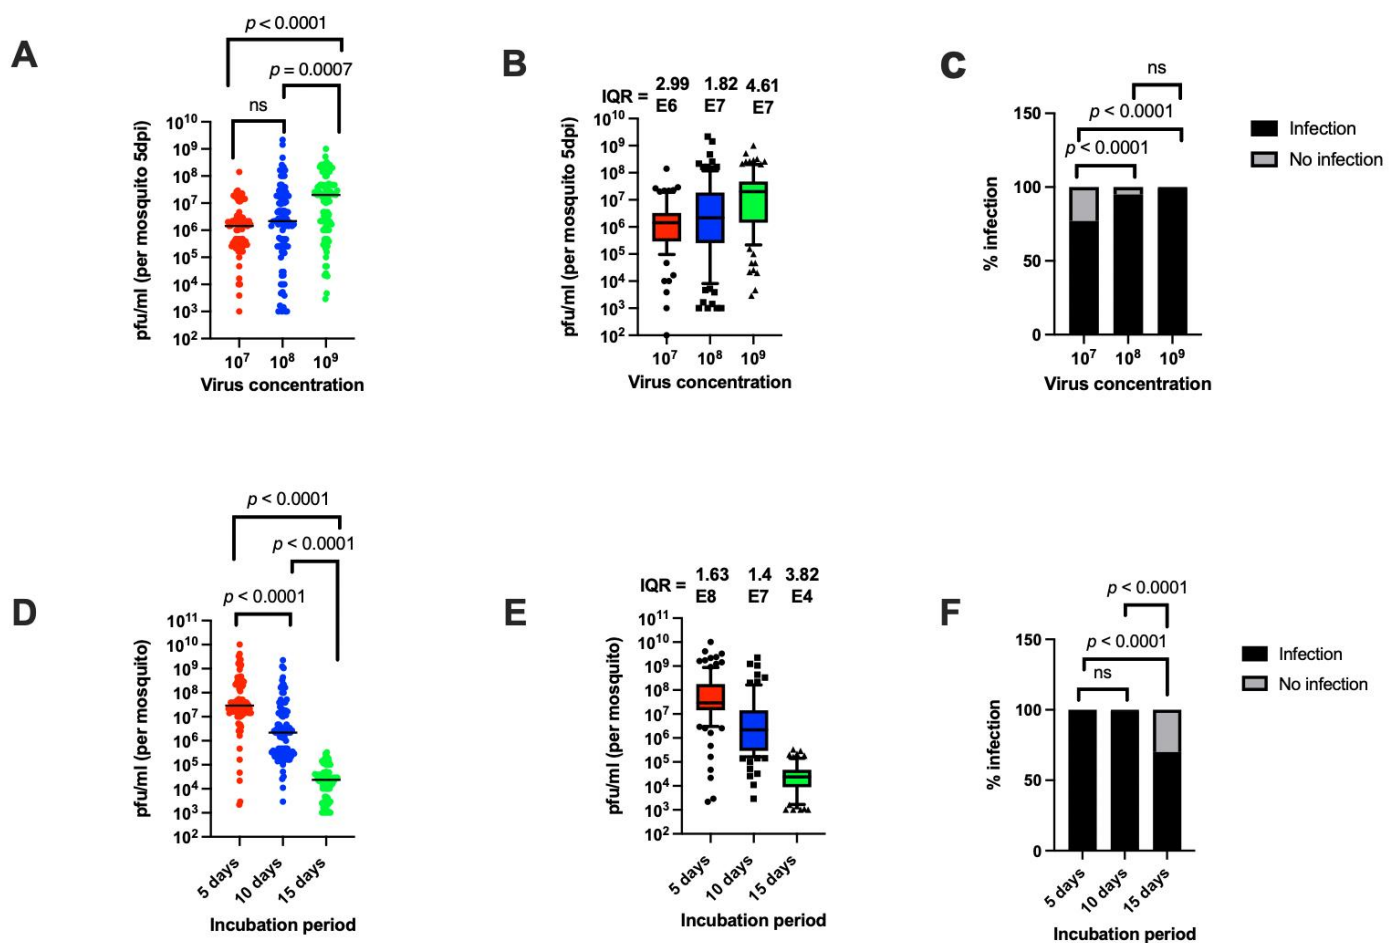 A
p < 0.0001
p = 0.0007
ns
10¹⁰
10⁹
10⁸
10⁷
10⁶
10⁵
10⁴
10³
10²
pfu/ml (per mosquito 5dpi)
10⁷ 10⁸ 10⁹
Virus concentration
B
IQR = 2.99 1.82 4.61
E6 E7 E7
10¹⁰
10⁹
10⁸
10⁷
10⁶
10⁵
10⁴
10³
10²
pfu/ml (per mosquito 5dpi)
10⁷ 10⁸ 10⁹
Virus concentration
C
ns
p < 0.0001
p < 0.0001
150
100
50
0
% infection
10⁷ 10⁸ 10⁹
Virus concentration
Infection
No infection
D
p < 0.0001
p < 0.0001
p < 0.0001
10¹¹
10¹⁰
10⁹
10⁸
10⁷
10⁶
10⁵
10⁴
10³
10²
pfu/ml (per mosquito)
5 days 10 days 15 days
Incubation period
E
IQR = 1.63 1.4 3.82
E8 E7 E4
10¹¹
10¹⁰
10⁹
10⁸
10⁷
10⁶
10⁵
10⁴
10³
10²
pfu/ml (per mosquito)
5 days 10 days 15 days
Incubation period
F
p < 0.0001
p < 0.0001
ns
150
100
50
0
% infection
5 days 10 days 15 days
Incubation period
Infection
No infection